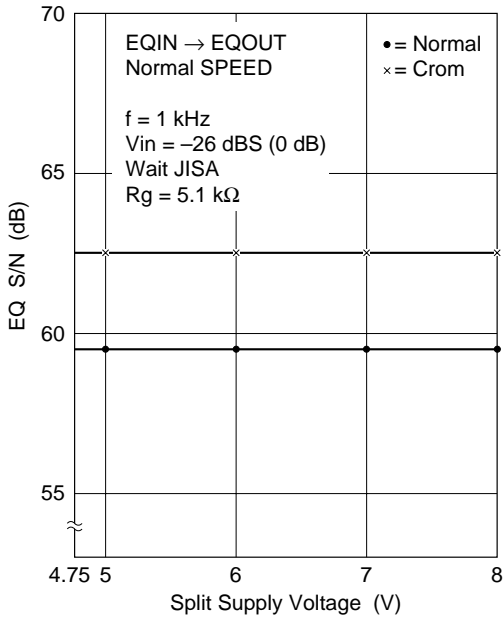 70
EQIN → EQOUT
Normal SPEED
• = Normal
× = Crom
f = 1 kHz
Vin = –26 dBS (0 dB)
Wait JISA
Rg = 5.1 kΩ
65
EQ S/N (dB)
60
55
4.75 5 6 7 8
Split Supply Voltage (V)